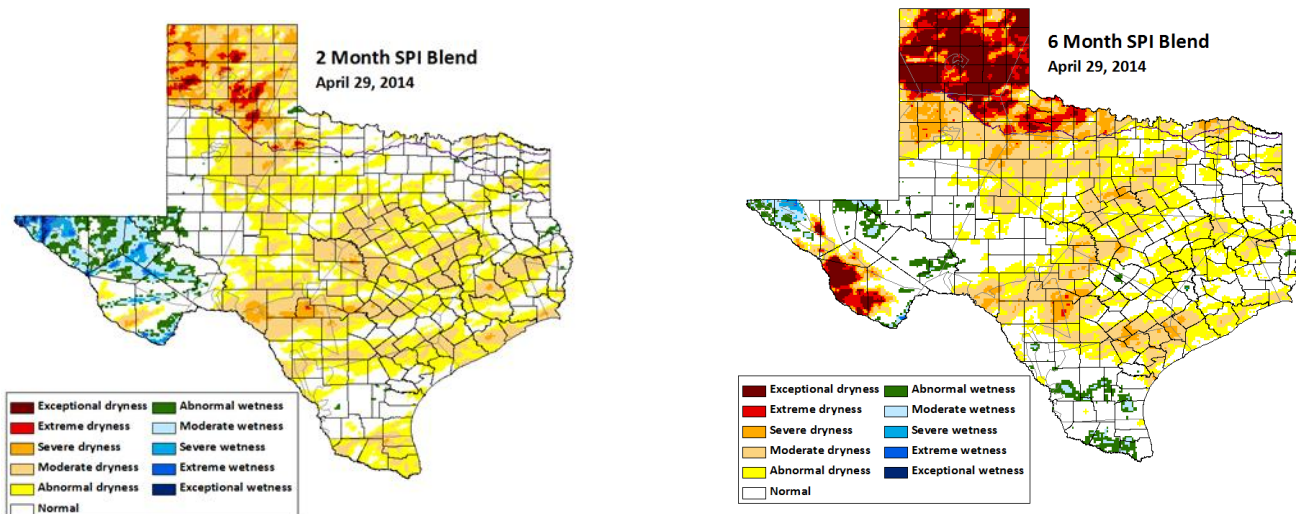 2 Month SPI Blend
April 29, 2014
Exceptional dryness Abnormal wetness
Extreme dryness Moderate wetness
Severe dryness Severe wetness
Moderate dryness Extreme wetness
Abnormal dryness Exceptional wetness
Normal
6 Month SPI Blend
April 29, 2014
Exceptional dryness Abnormal wetness
Extreme dryness Moderate wetness
Severe dryness Severe wetness
Moderate dryness Extreme wetness
Abnormal dryness Exceptional wetness
Normal